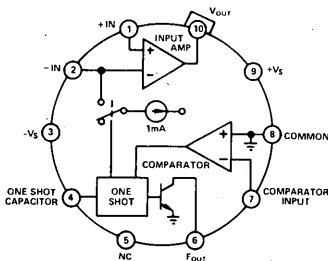 + IN
1
VOUT
10
INPUT
AMP
+
−
− IN
2
9
+VS
-VS
3
1mA
COMPARATOR
+
−
8
COMMON
ONE SHOT
CAPACITOR
4
ONE
SHOT
7
COMPARATOR
INPUT
5
NC
6
FOUT